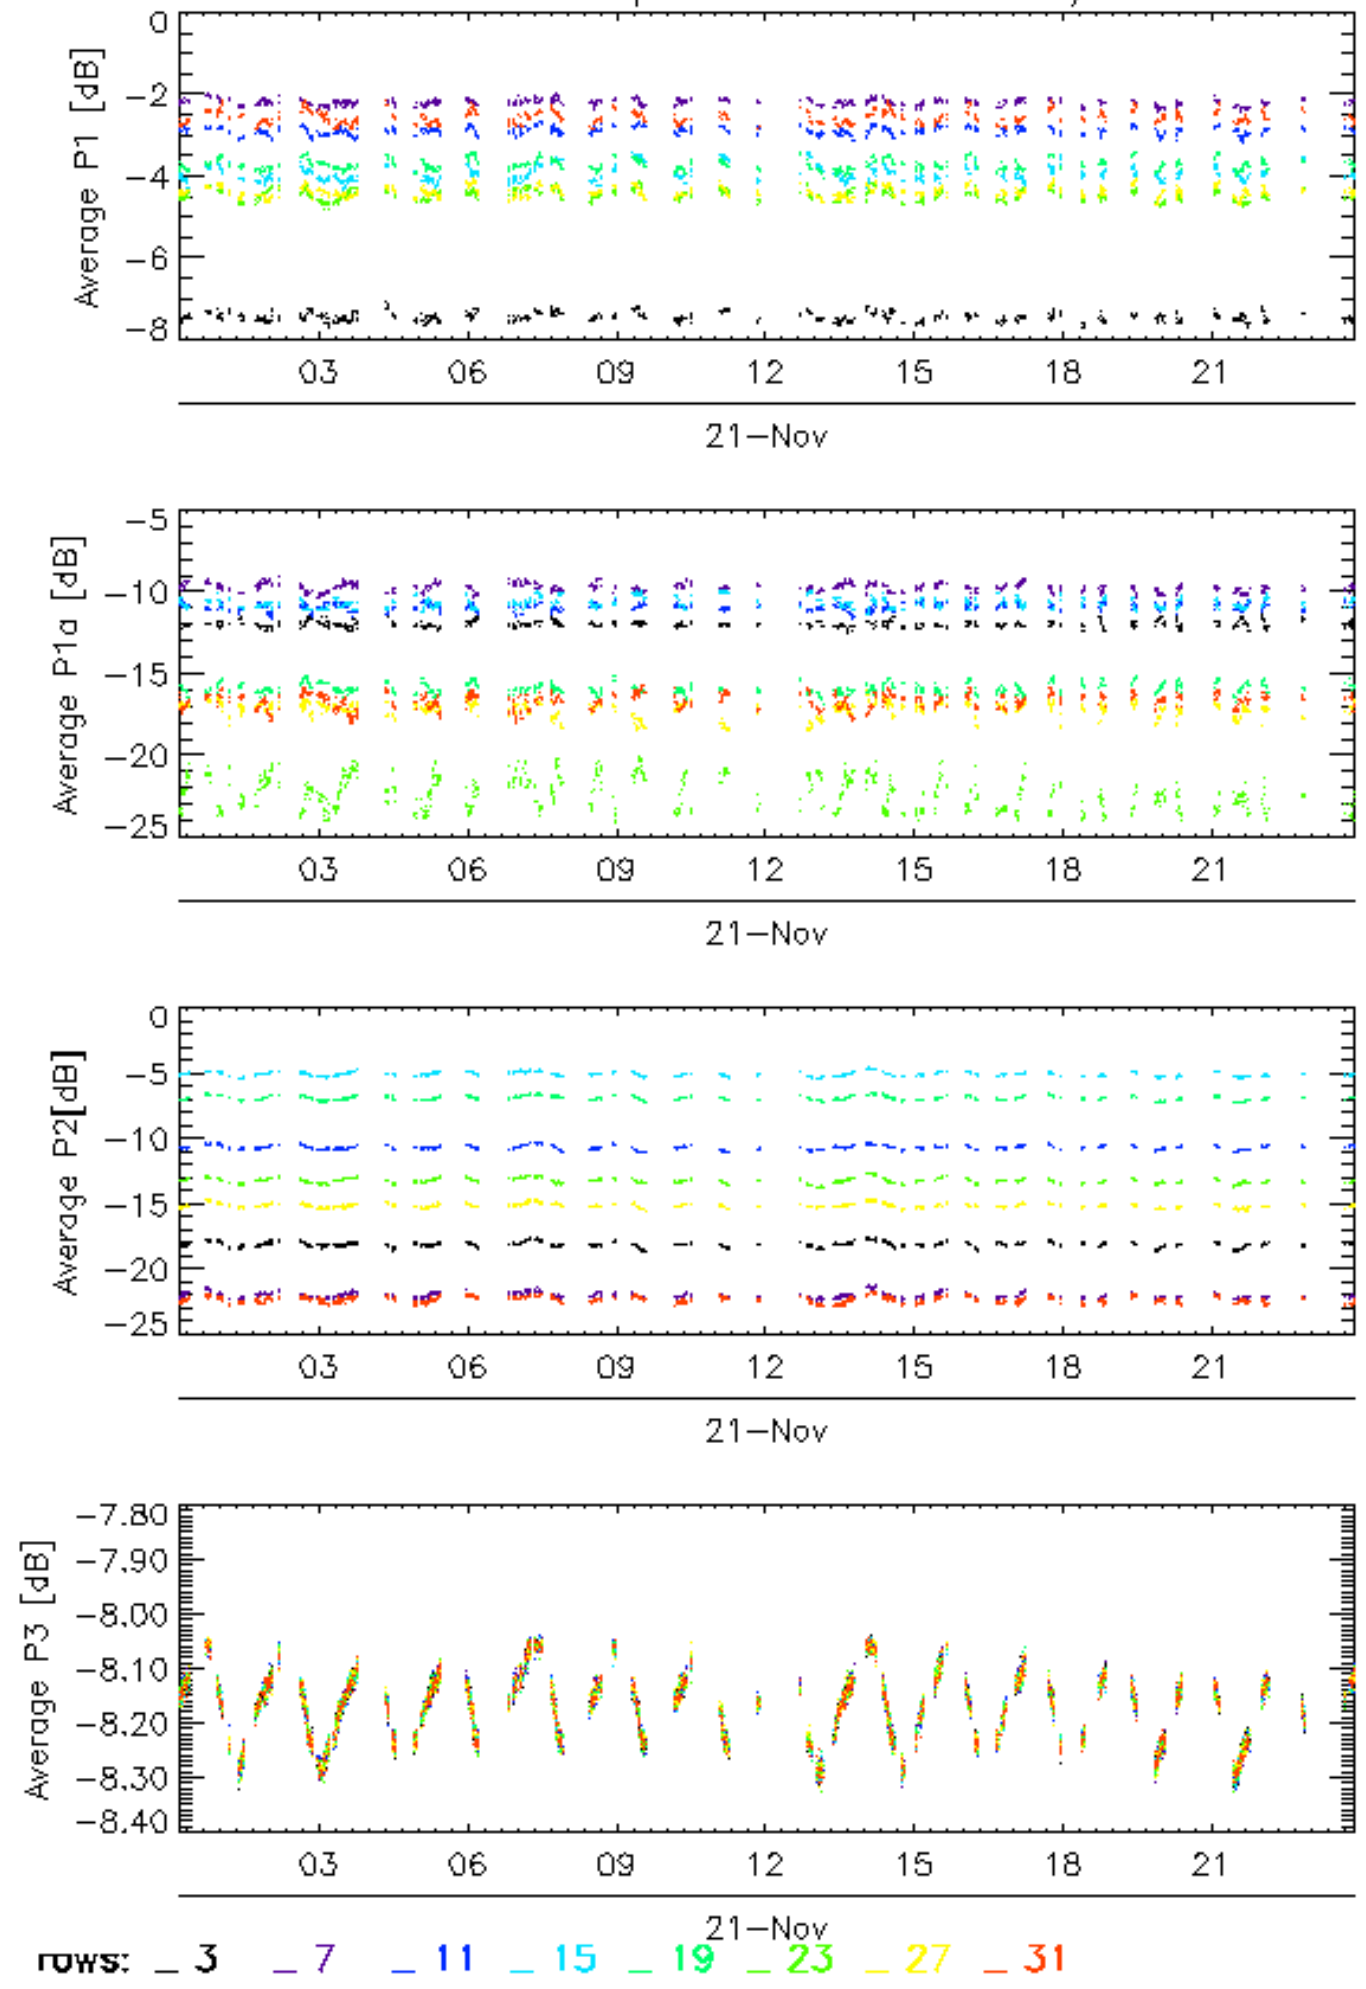 0
Average P1 [dB]
−2
−4
−6
−8
03 06 09 12 15 18 21
21−Nov
−5
Average P1a [dB]
−10
−15
−20
−25
03 06 09 12 15 18 21
21−Nov
0
Average P2[dB]
−5
−10
−15
−20
−25
03 06 09 12 15 18 21
21−Nov
−7.80
Average P3 [dB]
−7.90
−8.00
−8.10
−8.20
−8.30
−8.40
03 06 09 12 15 18 21
21−Nov
rows: _ 3 _ 7 _ 11 _ 15 _ 19 _ 23 _ 27 _ 31